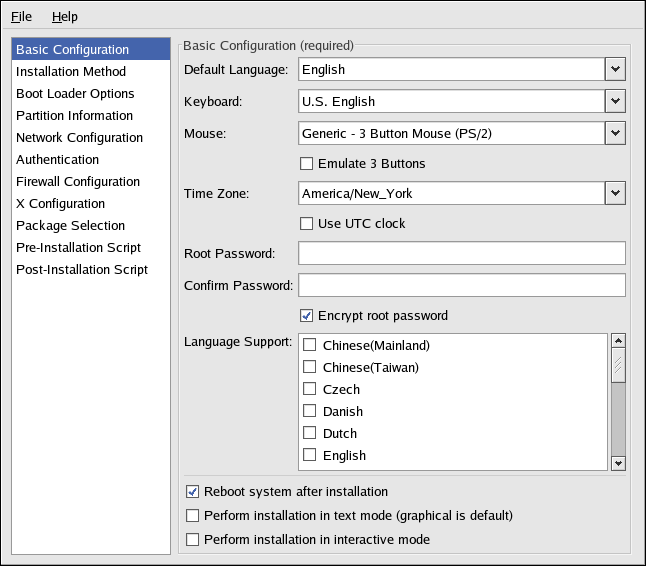 File Help
Basic Configuration
Installation Method
Boot Loader Options
Partition Information
Network Configuration
Authentication
Firewall Configuration
X Configuration
Package Selection
Pre-Installation Script
Post-Installation Script
Basic Configuration (required)
Default Language: English
Keyboard: U.S. English
Mouse: Generic - 3 Button Mouse (PS/2)
Emulate 3 Buttons
Time Zone: America/New_York
Use UTC clock
Root Password:
Confirm Password:
Encrypt root password
Language Support:
Chinese(Mainland)
Chinese(Taiwan)
Czech
Danish
Dutch
English
Reboot system after installation
Perform installation in text mode (graphical is default)
Perform installation in interactive mode